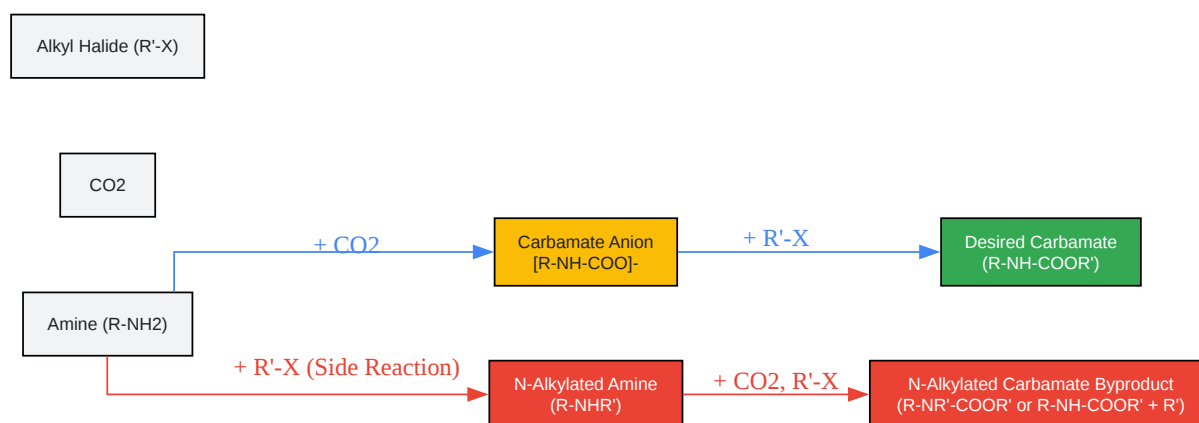 Alkyl Halide (R'-X)
CO2
+ CO2
Carbamate Anion
[R-NH-COO]-
+ R'-X
Desired Carbamate
(R-NH-COOR')
Amine (R-NH2)
+ R'-X (Side Reaction)
N-Alkylated Amine
(R-NHR')
+ CO2, R'-X
N-Alkylated Carbamate Byproduct
(R-NR'-COOR' or R-NH-COOR' + R')